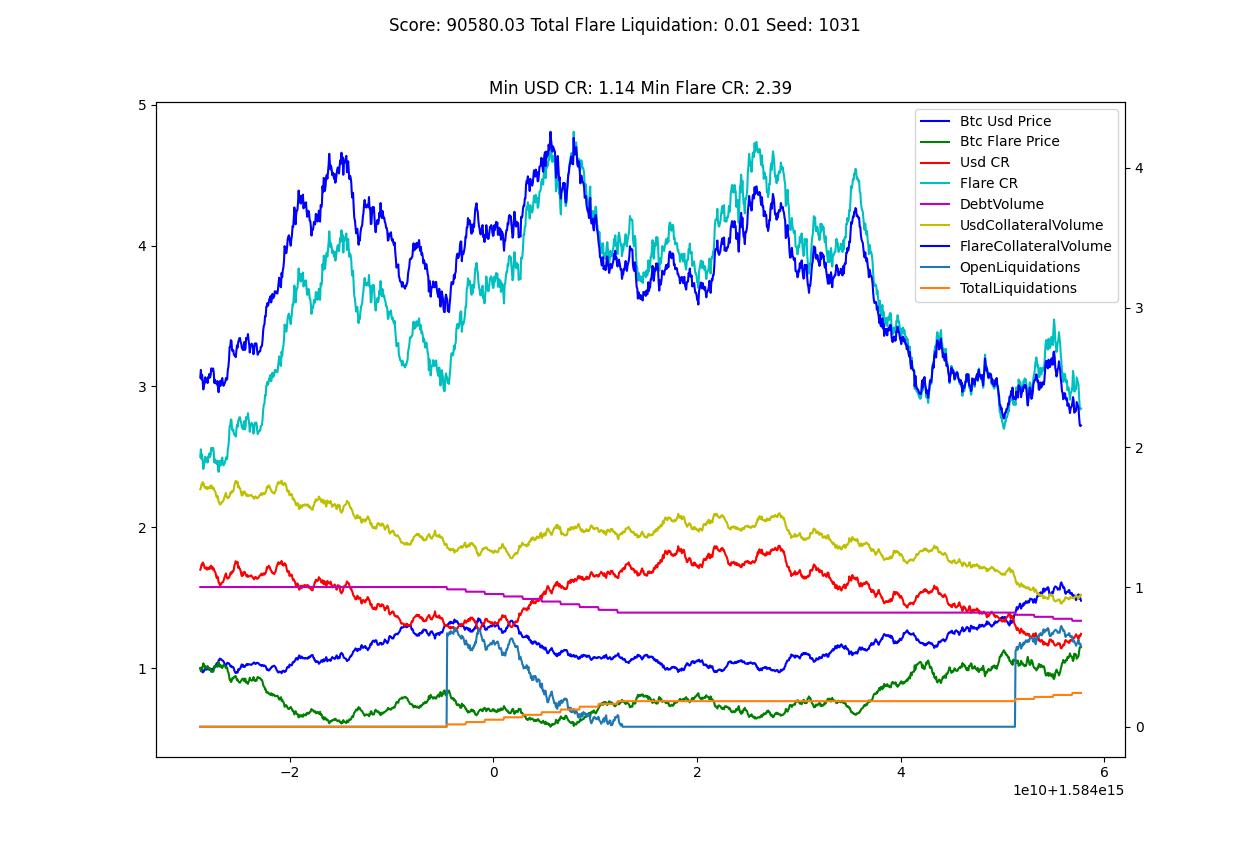 Score: 90580.03 Total Flare Liquidation: 0.01 Seed: 1031
Min USD CR: 1.14 Min Flare CR: 2.39
5
4
3
2
1
4
3
2
1
0
Btc Usd Price
Btc Flare Price
Usd CR
Flare CR
DebtVolume
UsdCollateralVolume
FlareCollateralVolume
OpenLiquidations
TotalLiquidations
−2 0 2 4 6
1e10+1.584e15